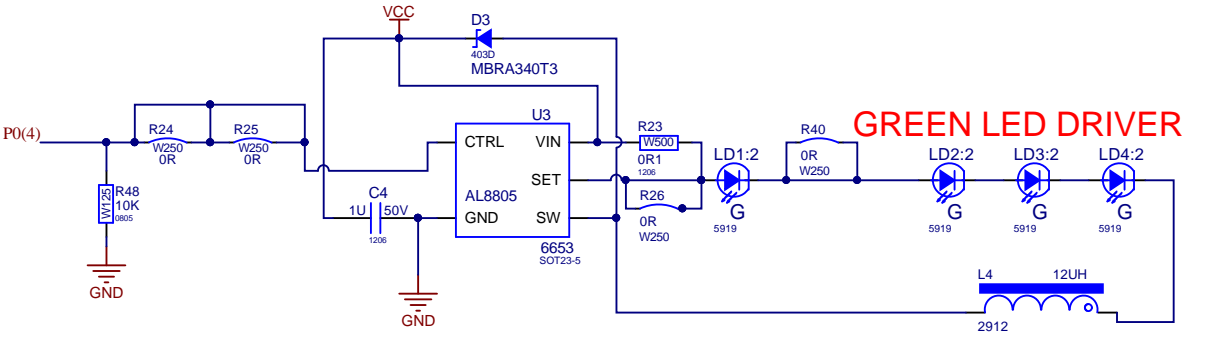 VCC
D3
403D
MBRA340T3
P0(4)
R24
W250
0R
R25
W250
0R
W125
R48
10K
0805
GND
C4
1U
50V
1206
GND
U3
CTRL
VIN
SET
AL8805
GND
SW
6653
SOT23-5
R23
W500
0R1
1206
R26
0R
W250
LD1:2
G
5919
R40
0R
W250
GREEN LED DRIVER
LD2:2
G
5919
LD3:2
G
5919
LD4:2
G
5919
L4
12UH
2912